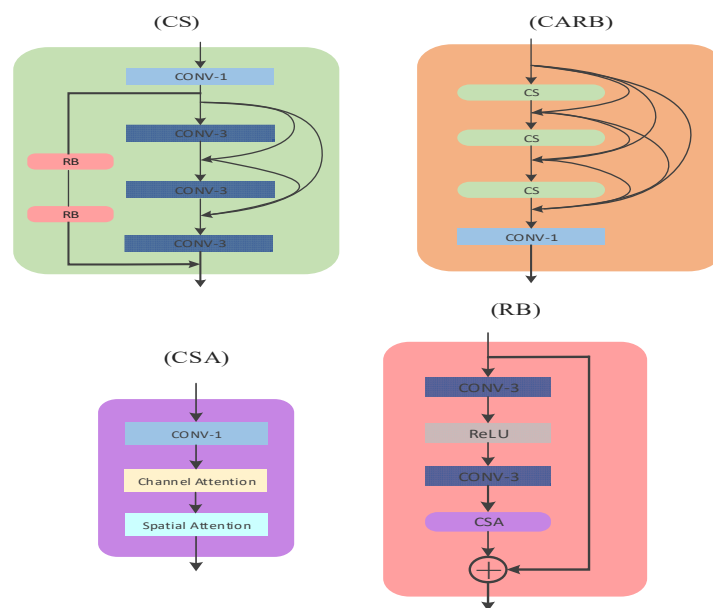 (CS)
CONV-1
CONV-3
RB
CONV-3
RB
CONV-3
(CARB)
CS
CS
CS
CONV-1
(CSA)
CONV-1
Channel Attention
Spatial Attention
(RB)
CONV-3
ReLU
CONV-3
CSA